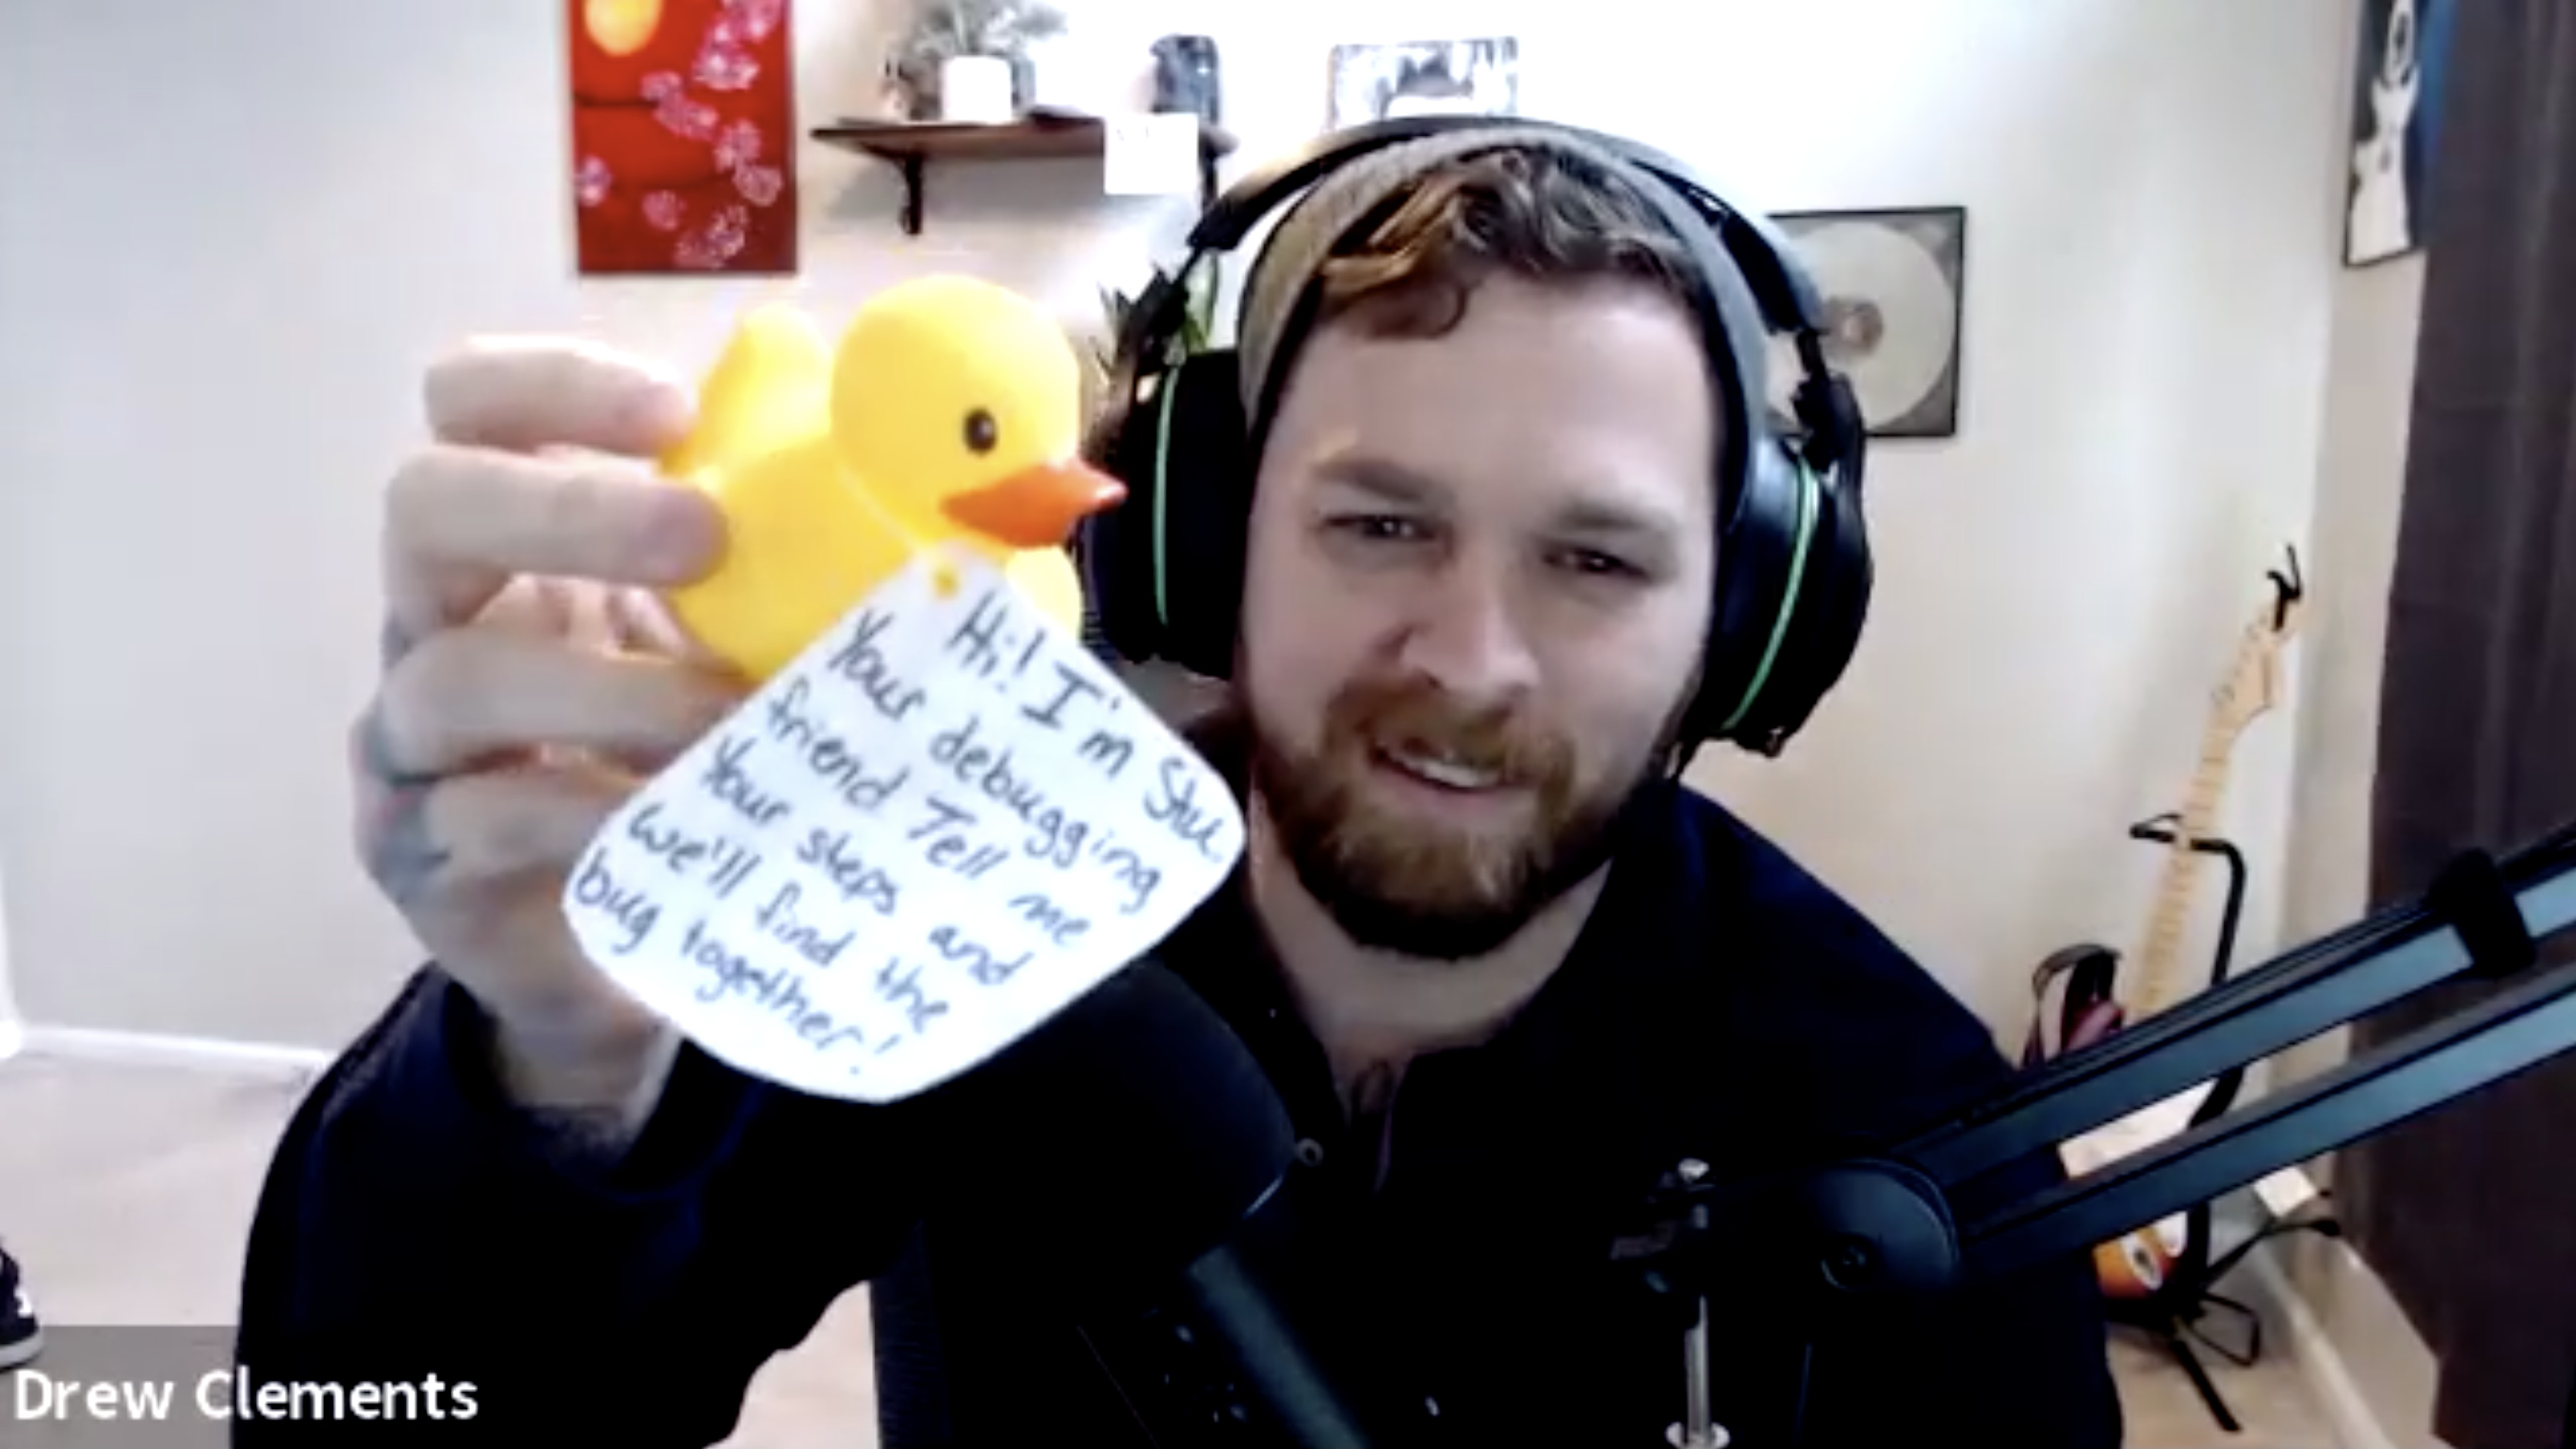 Hi! I'm Stu.
Your debugging
friend Tell me
Your steps and
we'll find the
bug together!
Drew Clements